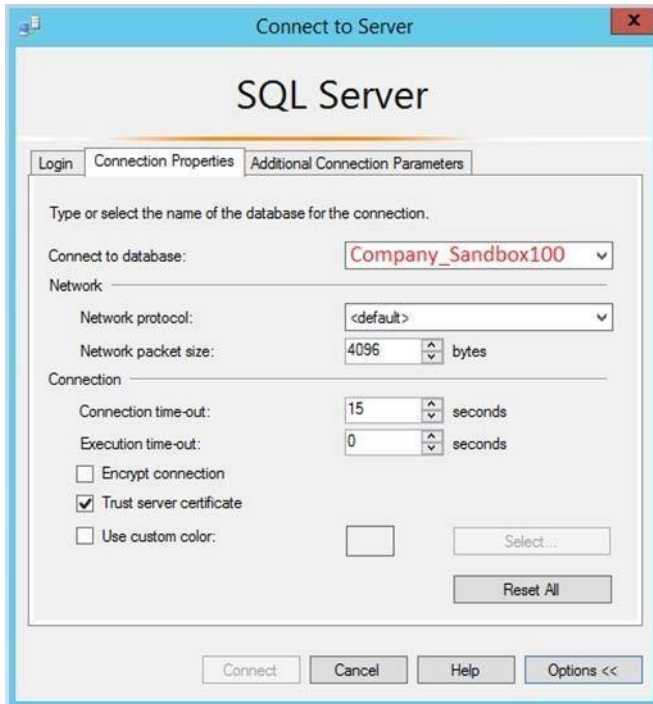 Connect to Server
x
SQL Server
Login Connection Properties Additional Connection Parameters
Type or select the name of the database for the connection.
Connect to database: Company_Sandbox100
Network
Network protocol: <default>
Network packet size: 4096 bytes
Connection
Connection time-out: 15 seconds
Execution time-out: 0 seconds
Encrypt connection
Trust server certificate
Use custom color: Select...
Reset All
Connect Cancel Help Options <<